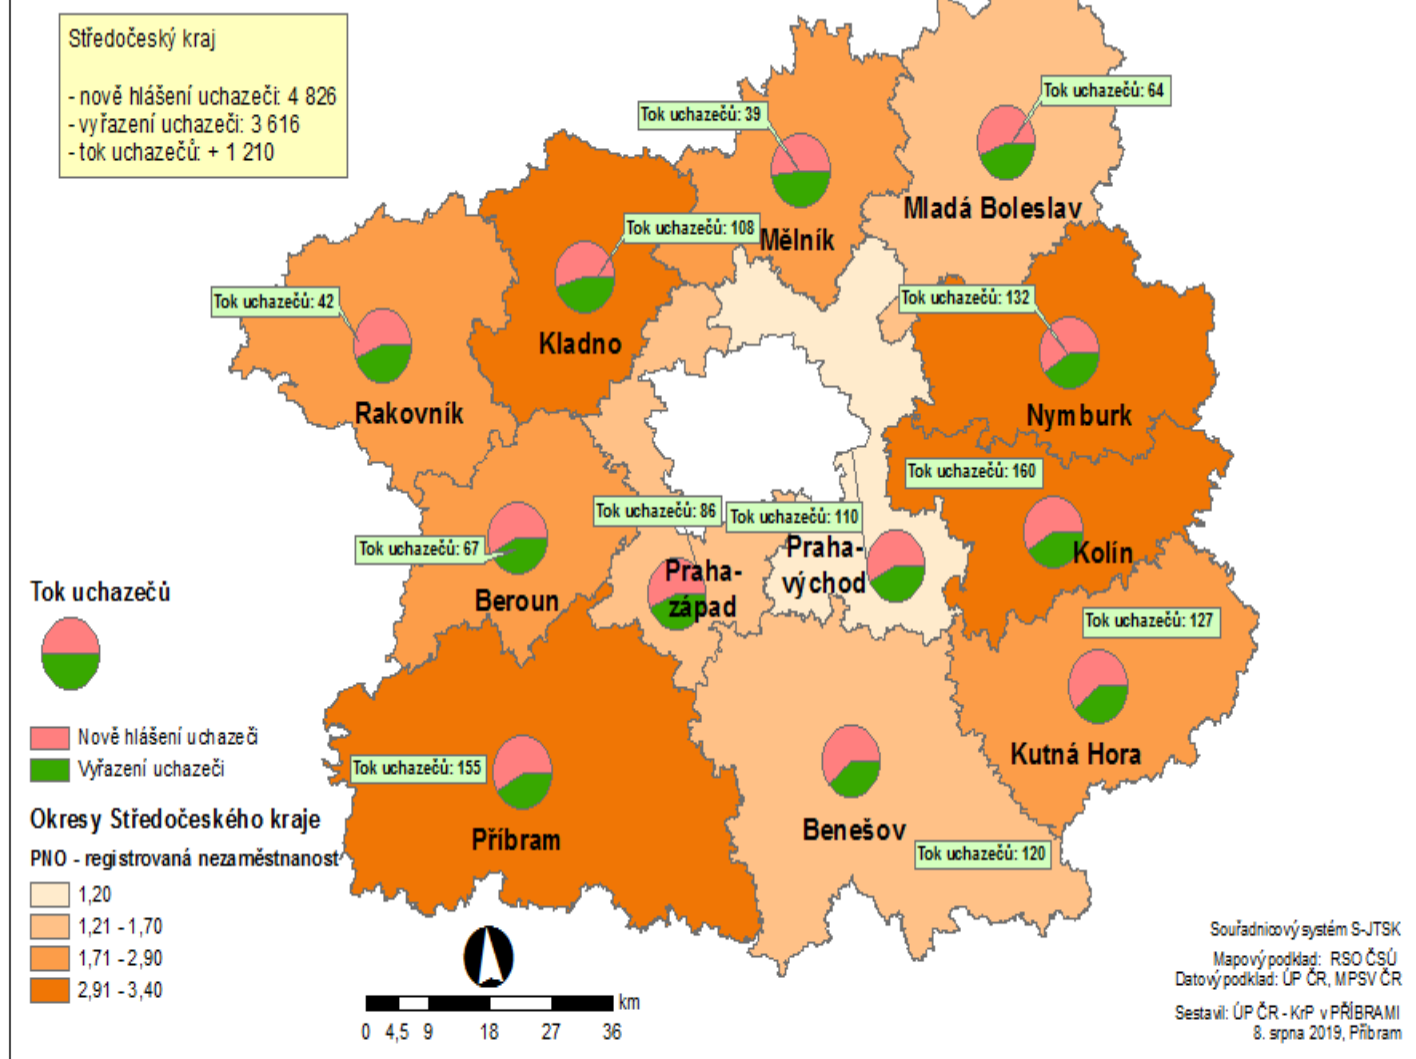 Středočeský kraj
- nově hlášení uchazeči: 4 826
- vyřazení uchazeči: 3 616
- tok uchazečů: + 1 210
Tok uchazečů: 64
Tok uchazečů: 39
Mladá Boleslav
Tok uchazečů: 108
Mělník
Tok uchazečů: 42
Tok uchazečů: 132
Kladno
Rakovník
Nymburk
Tok uchazečů: 160
Tok uchazečů: 86
Tok uchazečů: 110
Tok uchazečů: 67
Praha-
východ
Kolín
Praha-
západ
Beroun
Tok uchazečů: 127
Kutná Hora
Tok uchazečů: 155
Příbram
Benešov
Tok uchazečů: 120
Tok uchazečů
Nově hlášení uchazeči
Vyřazení uchazeči
Okresy Středočeského kraje
PNO - registrovaná nezaměstnanost
1,20
1,21 - 1,70
1,71 - 2,90
2,91 - 3,40
km
0 4,5 9 18 27 36
Souřadnicový systém S-JTSK
Mapový podklad: RSO ČSÚ
Datový podklad: ÚP ČR, MPSV ČR
Sestavil: ÚP ČR - KrP v PŘÍBRAMI
8. srpna 2019, Příbram